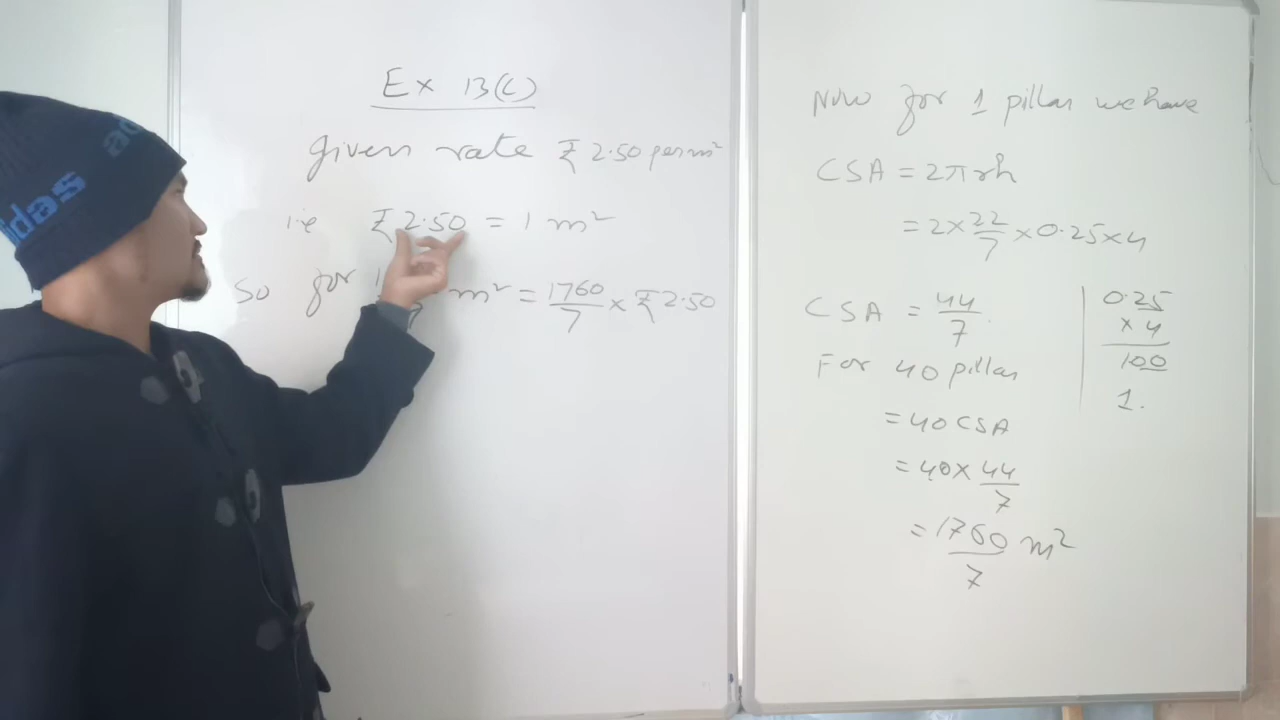 Ex 13(C)
given rate ₹ 2.50 per m²
i.e ₹ 2.50 = 1 m²
So for m² = 1760/7 × ₹ 2.50
Now for 1 pillar we have
CSA = 2πrh
= 2 × 22/7 × 0.25 × 4
CSA = 44/7
For 40 pillar
= 40 CSA
= 40 × 44/7
= 1760/7 m²
0.25
× 4
100
1.
adidas